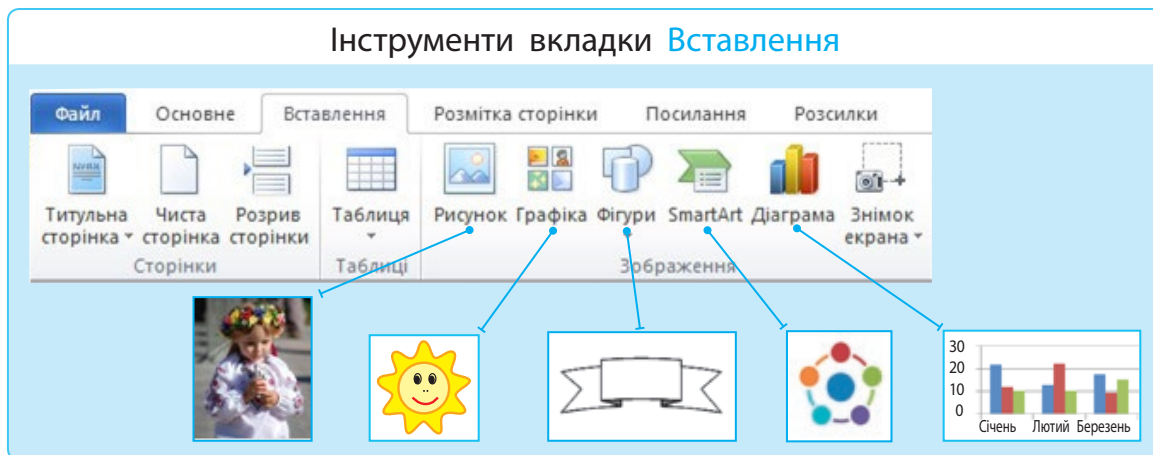 Інструменти вкладки Вставлення
Файл Основне Вставлення Розмітка сторінки Посилання Розсилки
Титульна сторінка
Чиста сторінка
Розрив сторінки
Таблиця
Рисунок Графіка Фігури SmartArt Діаграма
Знімок екрана
Сторінки Таблиці Зображення
30
20
10
0
Січень Лютий Березень